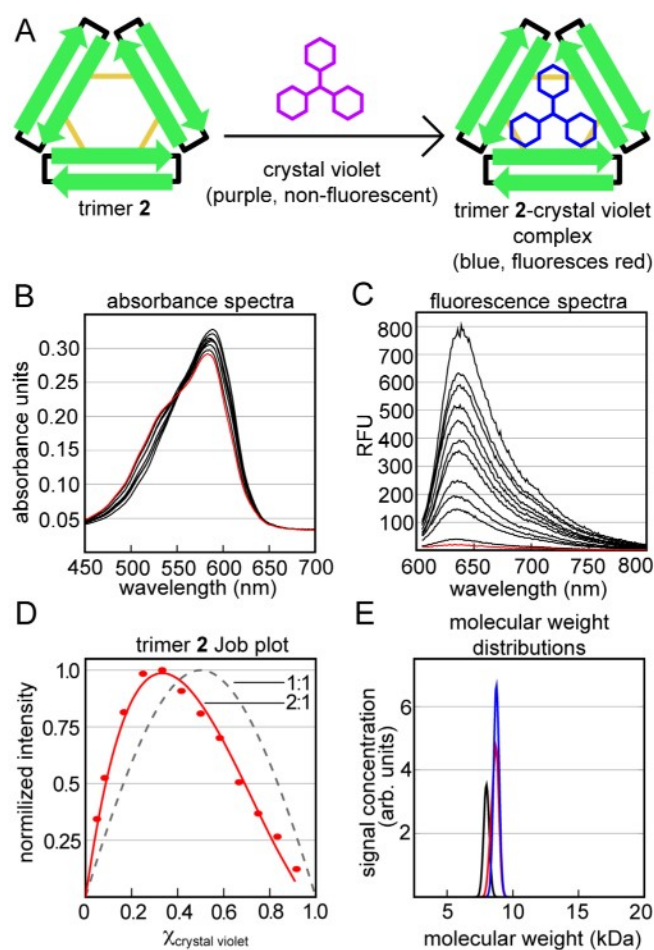 A
trimer 2
crystal violet
(purple, non-fluorescent)
trimer 2-crystal violet
complex
(blue, fluoresces red)
B
absorbance spectra
absorbance units
0.30
0.25
0.20
0.15
0.10
0.05
450 500 550 600 650 700
wavelength (nm)
C
fluorescence spectra
RFU
800
700
600
500
400
300
200
100
600 650 700 750 800
wavelength (nm)
D
trimer 2 Job plot
normilized intensity
1.0
0.75
0.5
0.25
1:1
2:1
0 0.2 0.4 0.6 0.8 1.0
χcrystal violet
E
molecular weight
distributions
signal concentration
(arb. units)
6
4
2
5 10 15 20
molecular weight (kDa)